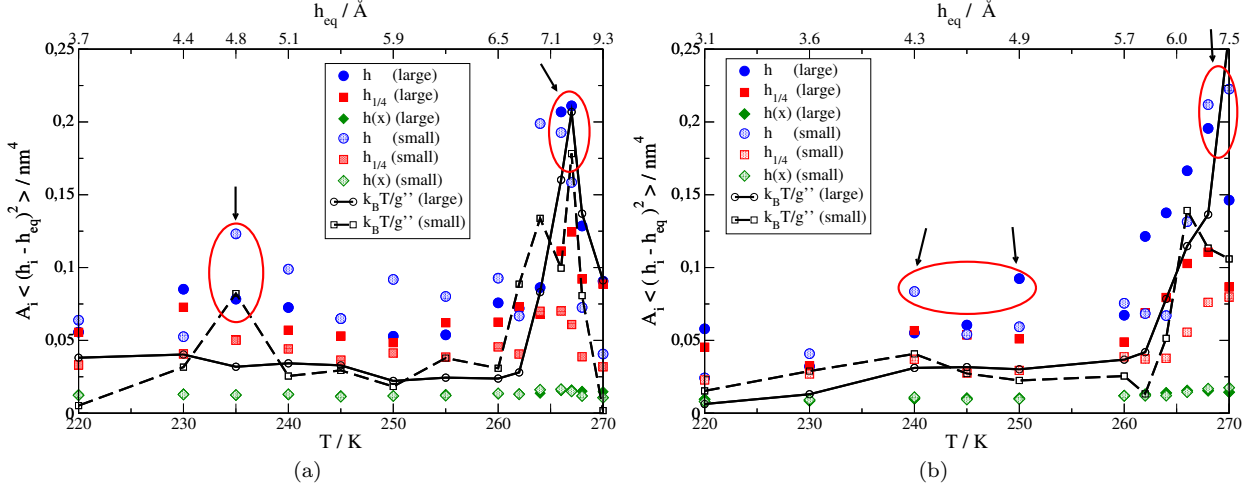 h_eq / Å
3.7 4.4 4.8 5.1 5.9 6.5 7.1 9.3
0,25
0,2
0,15
0,1
0,05
0
A_i < (h_i - h_eq)^2 > / nm^4
h (large)
h_1/4 (large)
h(x) (large)
h (small)
h_1/4 (small)
h(x) (small)
k_BT/g'' (large)
k_BT/g'' (small)
220 230 240 250 260 270
T / K
(a)
h_eq / Å
3.1 3.6 4.3 4.9 5.7 6.0 7.5
0,25
0,2
0,15
0,1
0,05
0
A_i < ( h_i - h_eq)^2 > / nm^4
h (large)
h_1/4 (large)
h(x) (large)
h (small)
h_1/4 (small)
h(x) (small)
k_BT/g'' (large)
k_BT/g'' (small)
220 230 240 250 260 270
T / K
(b)